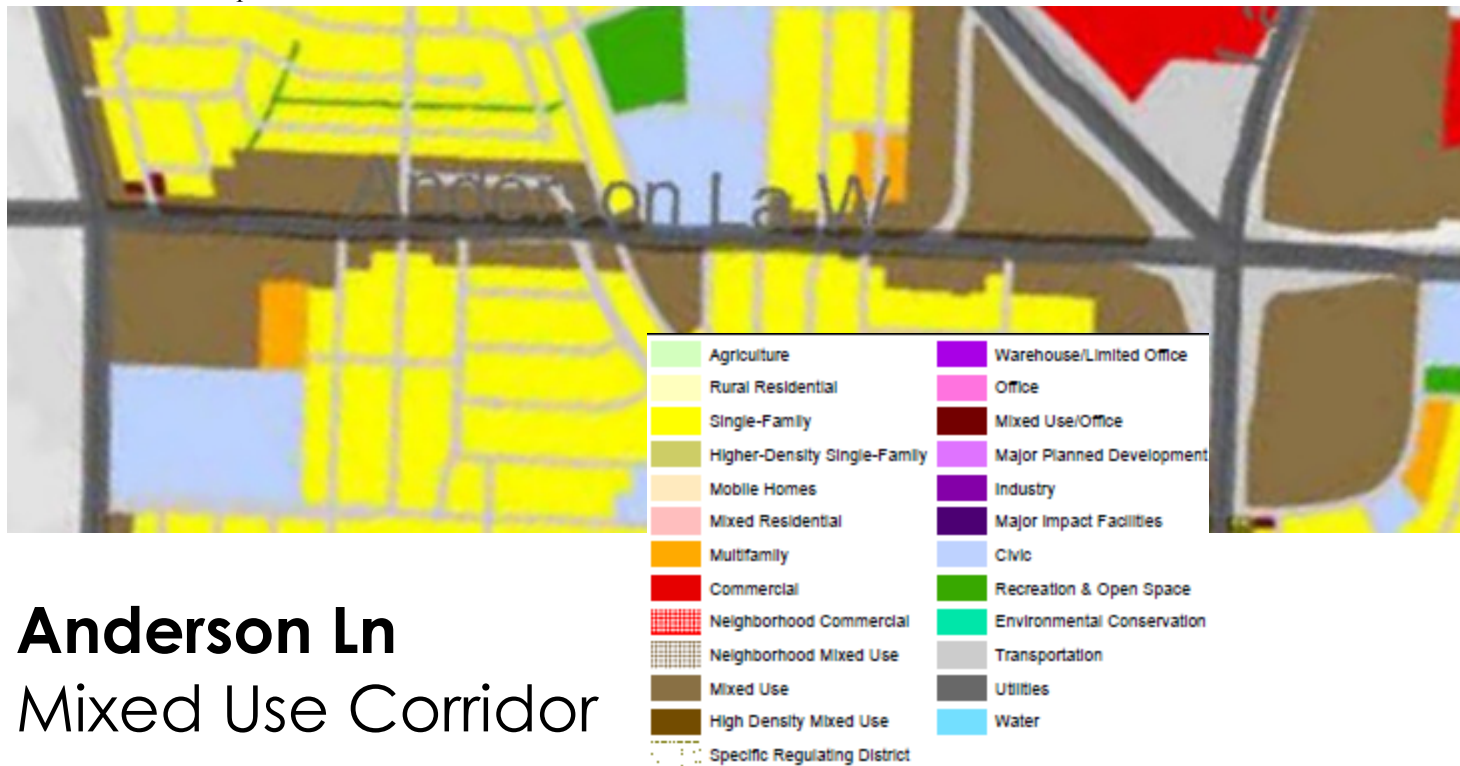 Anderson La W
Agriculture
Rural Residential
Single-Family
Higher-Density Single-Family
Mobile Homes
Mixed Residential
Multifamily
Commercial
Neighborhood Commercial
Neighborhood Mixed Use
Mixed Use
High Density Mixed Use
Specific Regulating District
Warehouse/Limited Office
Office
Mixed Use/Office
Major Planned Development
Industry
Major Impact Facilities
Civic
Recreation & Open Space
Environmental Conservation
Transportation
Utilities
Water
Anderson Ln
Mixed Use Corridor